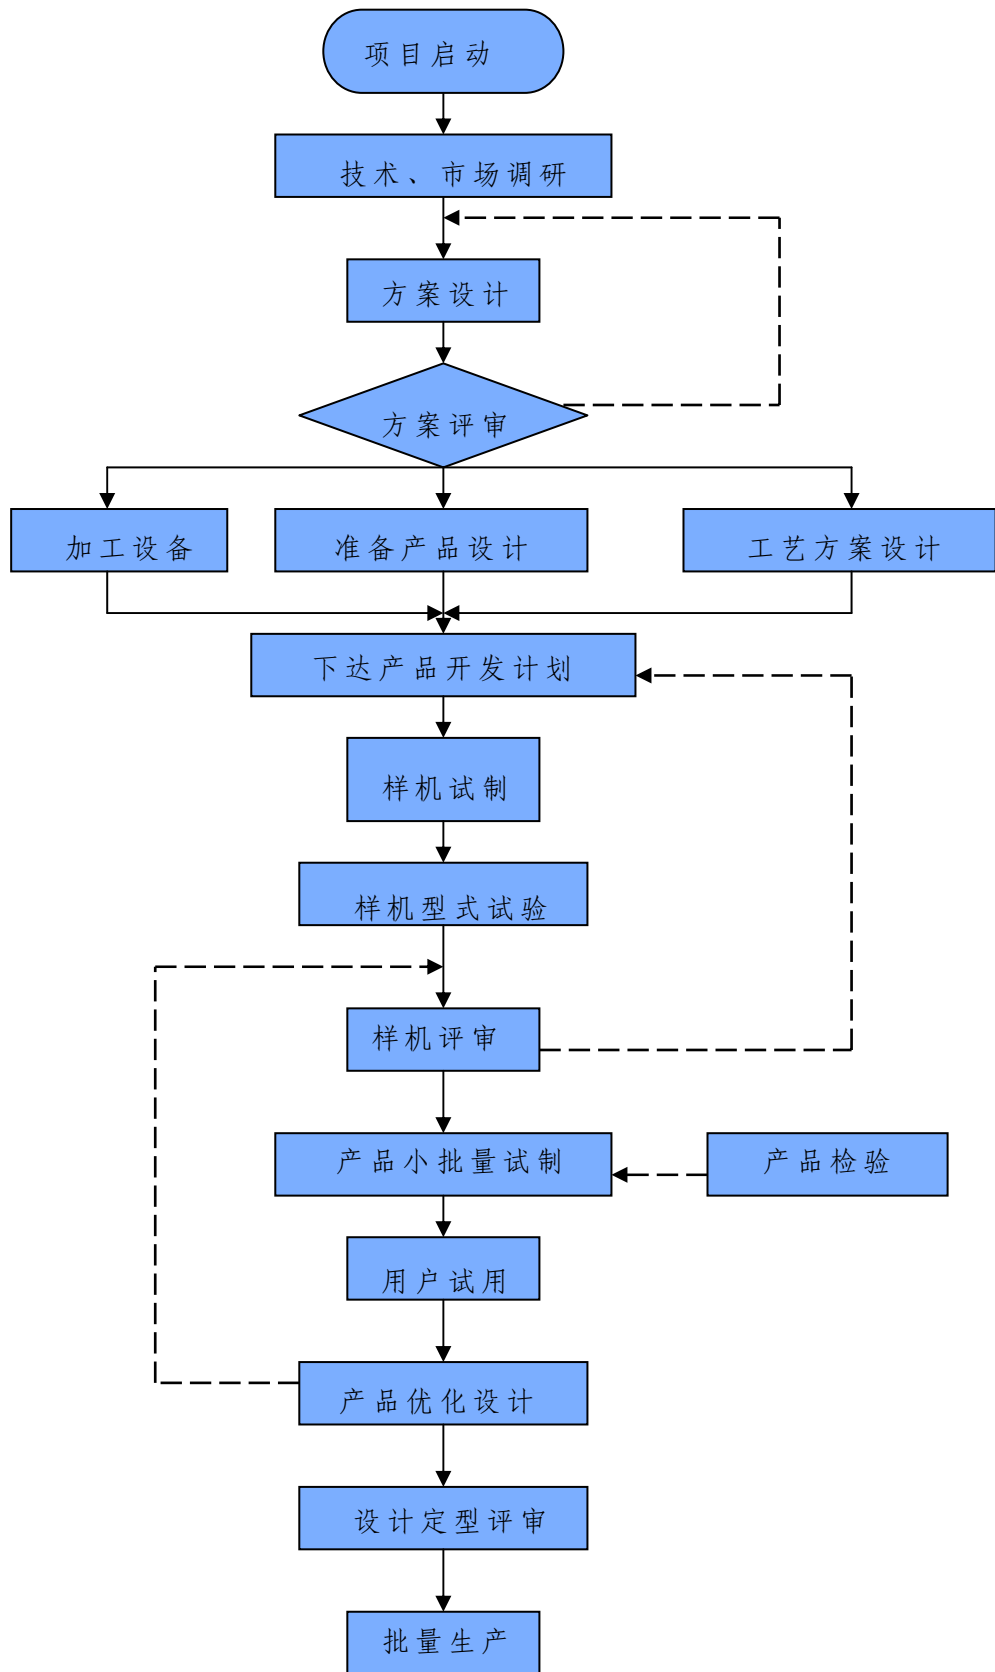 项目启动
技术、市场调研
方案设计
方案评审
加工设备
准备产品设计
工艺方案设计
下达产品开发计划
样机试制
样机型式试验
样机评审
产品小批量试制
产品检验
用户试用
产品优化设计
设计定型评审
批量生产